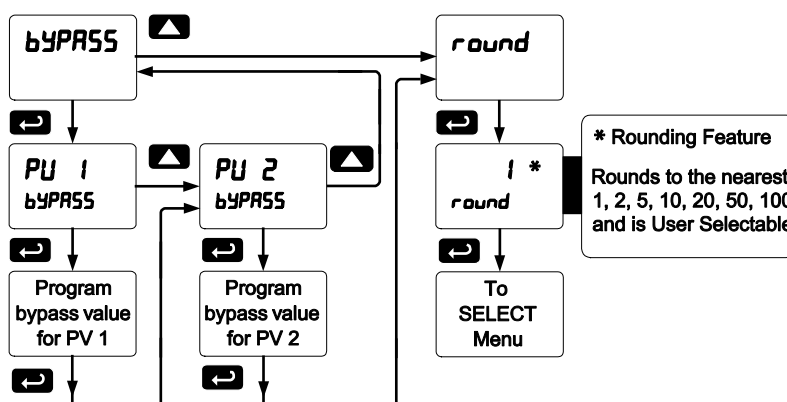 bYPASS
round
PV 1
bYPASS
PV 2
bYPASS
1 *
round
* Rounding Feature
Rounds to the nearest
1, 2, 5, 10, 20, 50, 100
and is User Selectable
Program
bypass value
for PV 1
Program
bypass value
for PV 2
To
SELECT
Menu